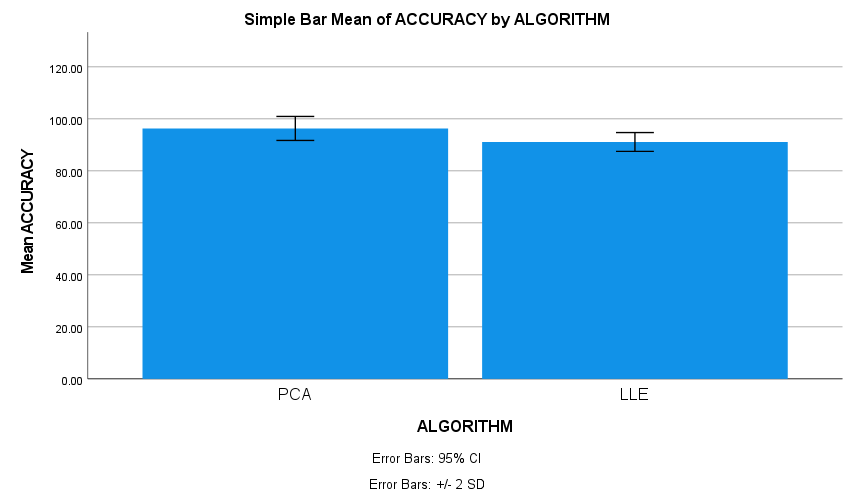 Simple Bar Mean of ACCURACY by ALGORITHM
120.00
100.00
80.00
60.00
40.00
20.00
0.00
Mean ACCURACY
PCA
LLE
ALGORITHM
Error Bars: 95% CI
Error Bars: +/- 2 SD